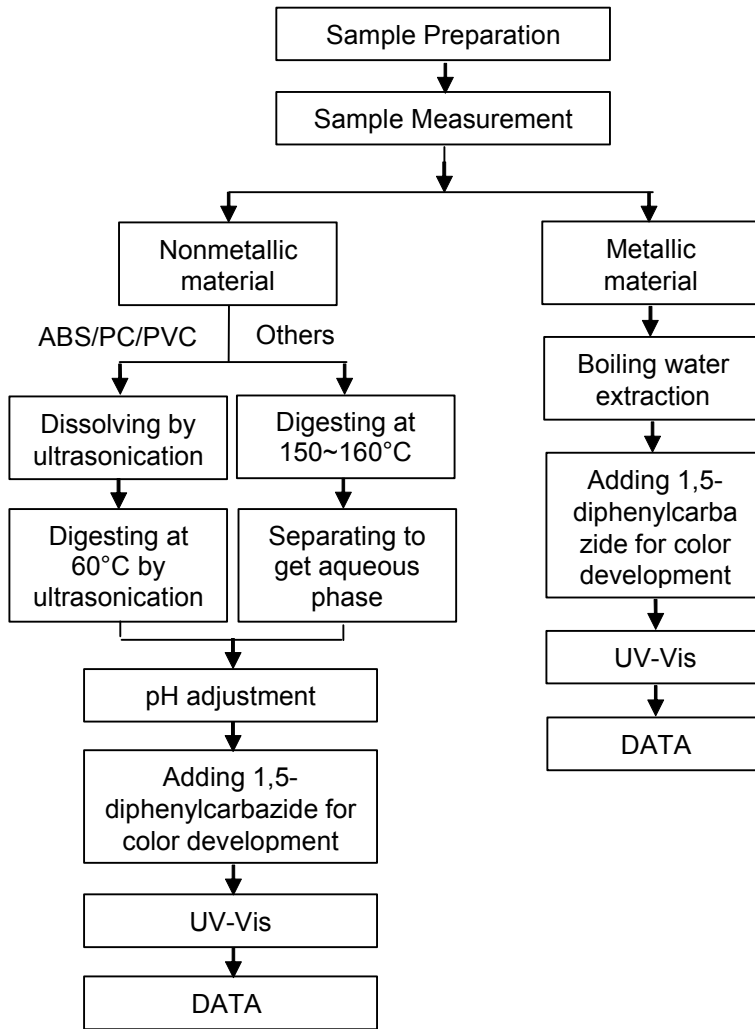 Sample Preparation
Sample Measurement
Nonmetallic
material
ABS/PC/PVC
Others
Dissolving by
ultrasonication
Digesting at
150~160°C
Digesting at
60°C by
ultrasonication
Separating to
get aqueous
phase
pH adjustment
Adding 1,5-
diphenylcarbazide for
color development
UV-Vis
DATA
Metallic
material
Boiling water
extraction
Adding 1,5-
diphenylcarba
zide for color
development
UV-Vis
DATA